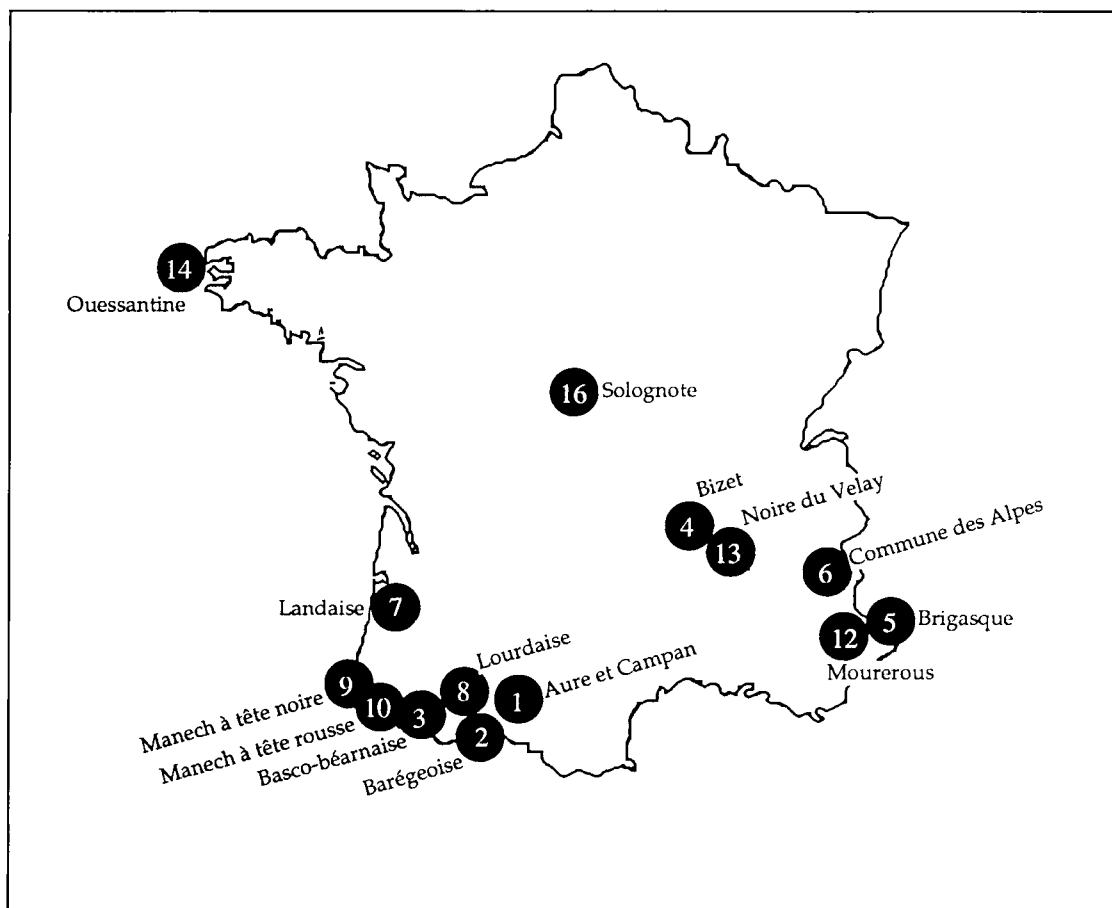 14
Ouessantine
16 Solognote
Bizet
4
Noire du Velay
13
Commune des Alpes
6
Landaise 7
5 Brigasque
12
Mourerous
Lourdaise
8
Aure et Campan
1
9
Manech à tête noire
10
Manech à tête rousse
3
Basco-béarnaise
2
Barégeoise